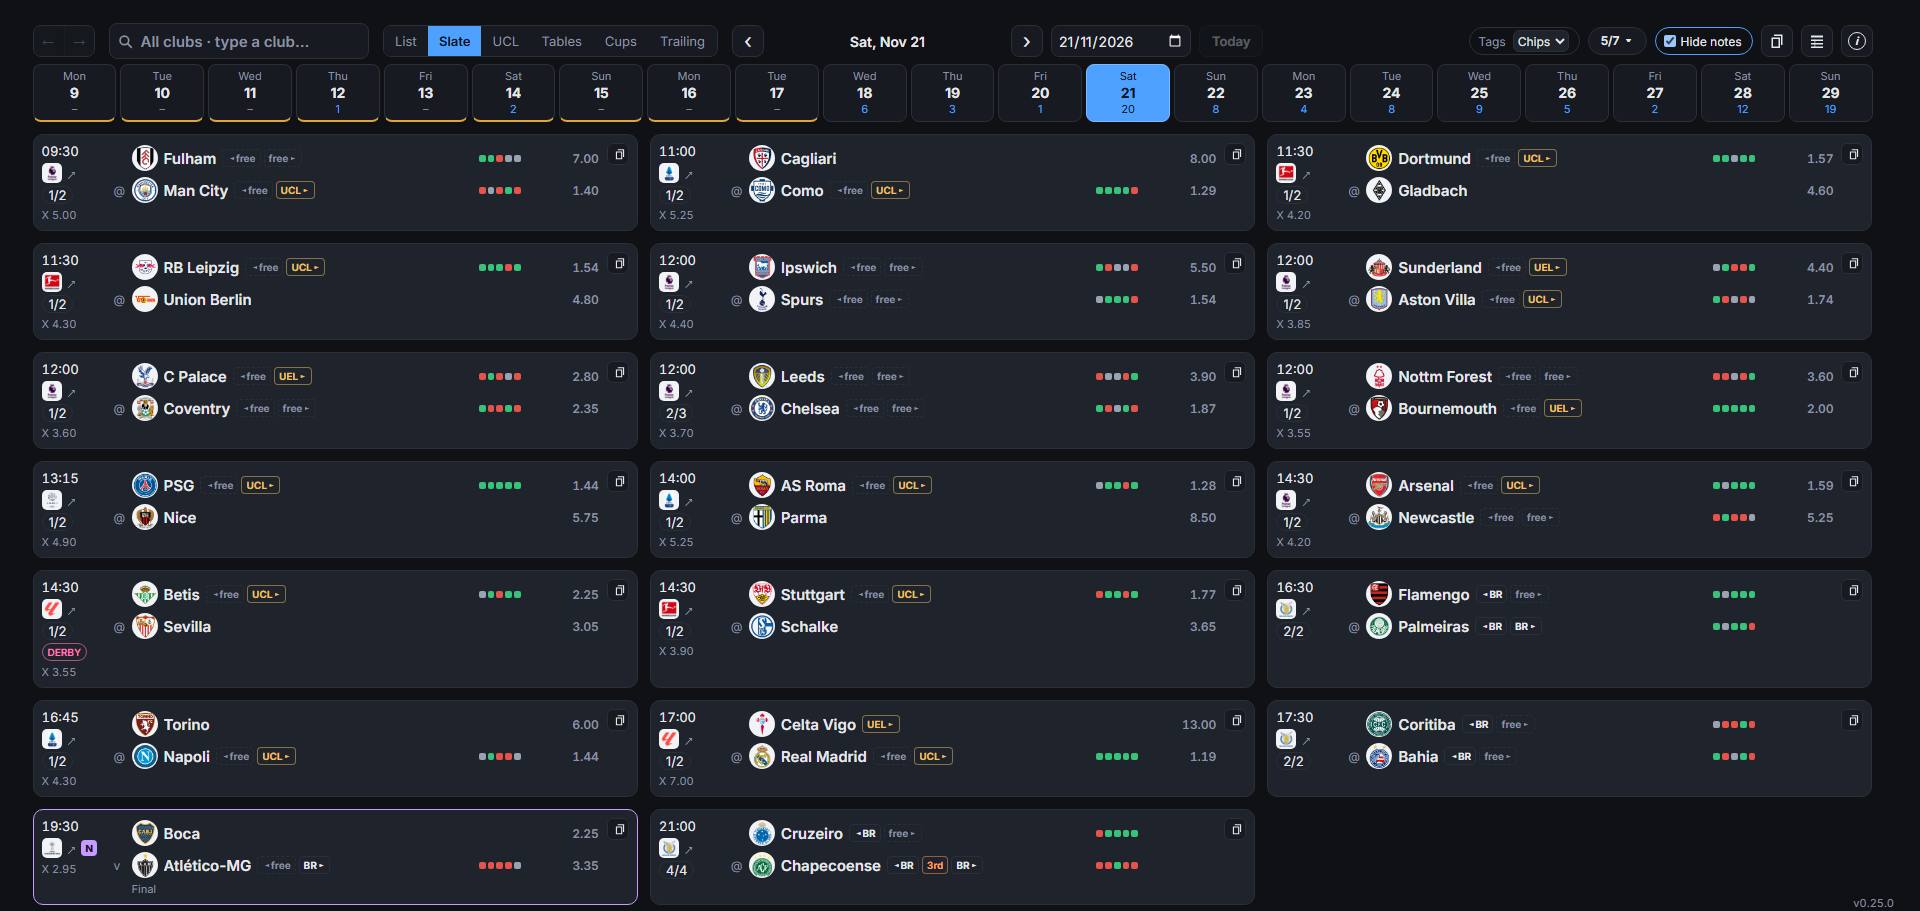 ← → All clubs · type a club... List Slate UCL Tables Cups Trailing ‹ Sat, Nov 21 › 21/11/2026 Today Tags Chips 5/7 Hide notes
Mon Tue Wed Thu Fri Sat Sun Mon Tue Wed Thu Fri Sat Sun Mon Tue Wed Thu Fri Sat Sun
9 10 11 12 13 14 15 16 17 18 19 20 21 22 23 24 25 26 27 28 29
– – – 1 – 2 – – – 6 3 1 20 8 4 8 9 5 2 12 19
09:30 Fulham ◂free free▸ 7.00
1/2 @ Man City ◂free UCL▸ 1.40
X 5.00
11:00 Cagliari 8.00
1/2 @ Como ◂free UCL▸ 1.29
X 5.25
11:30 Dortmund ◂free UCL▸ 1.57
1/2 @ Gladbach 4.60
X 4.20
11:30 RB Leipzig ◂free UCL▸ 1.54
1/2 @ Union Berlin 4.80
X 4.30
12:00 Ipswich ◂free free▸ 5.50
1/2 @ Spurs ◂free free▸ 1.54
X 4.40
12:00 Sunderland ◂free UEL▸ 4.40
1/2 @ Aston Villa ◂free UCL▸ 1.74
X 3.85
12:00 C Palace ◂free UEL▸ 2.80
1/2 @ Coventry ◂free free▸ 2.35
X 3.60
12:00 Leeds ◂free free▸ 3.90
2/3 @ Chelsea ◂free free▸ 1.87
X 3.70
12:00 Nottm Forest ◂free free▸ 3.60
1/2 @ Bournemouth ◂free UEL▸ 2.00
X 3.55
13:15 PSG ◂free UCL▸ 1.44
1/2 @ Nice 5.75
X 4.90
14:00 AS Roma ◂free UCL▸ 1.28
1/2 @ Parma 8.50
X 5.25
14:30 Arsenal ◂free UCL▸ 1.59
1/2 @ Newcastle ◂free free▸ 5.25
X 4.20
14:30 Betis ◂free UCL▸ 2.25
1/2 @ Sevilla 3.05
DERBY
X 3.55
14:30 Stuttgart ◂free UCL▸ 1.77
1/2 @ Schalke 3.65
X 3.90
16:30 Flamengo ◂BR free▸
2/2 @ Palmeiras ◂BR BR▸
16:45 Torino 6.00
1/2 @ Napoli ◂free UCL▸ 1.44
X 4.30
17:00 Celta Vigo UEL▸ 13.00
1/2 @ Real Madrid ◂free UCL▸ 1.19
X 7.00
17:30 Coritiba ◂BR free▸
2/2 @ Bahia ◂BR free▸
19:30 Boca 2.25
N
X 2.95 v Atlético-MG ◂free BR▸ 3.35
Final
21:00 Cruzeiro ◂BR free▸
4/4 @ Chapecoense ◂BR 3rd BR▸
v0.25.0